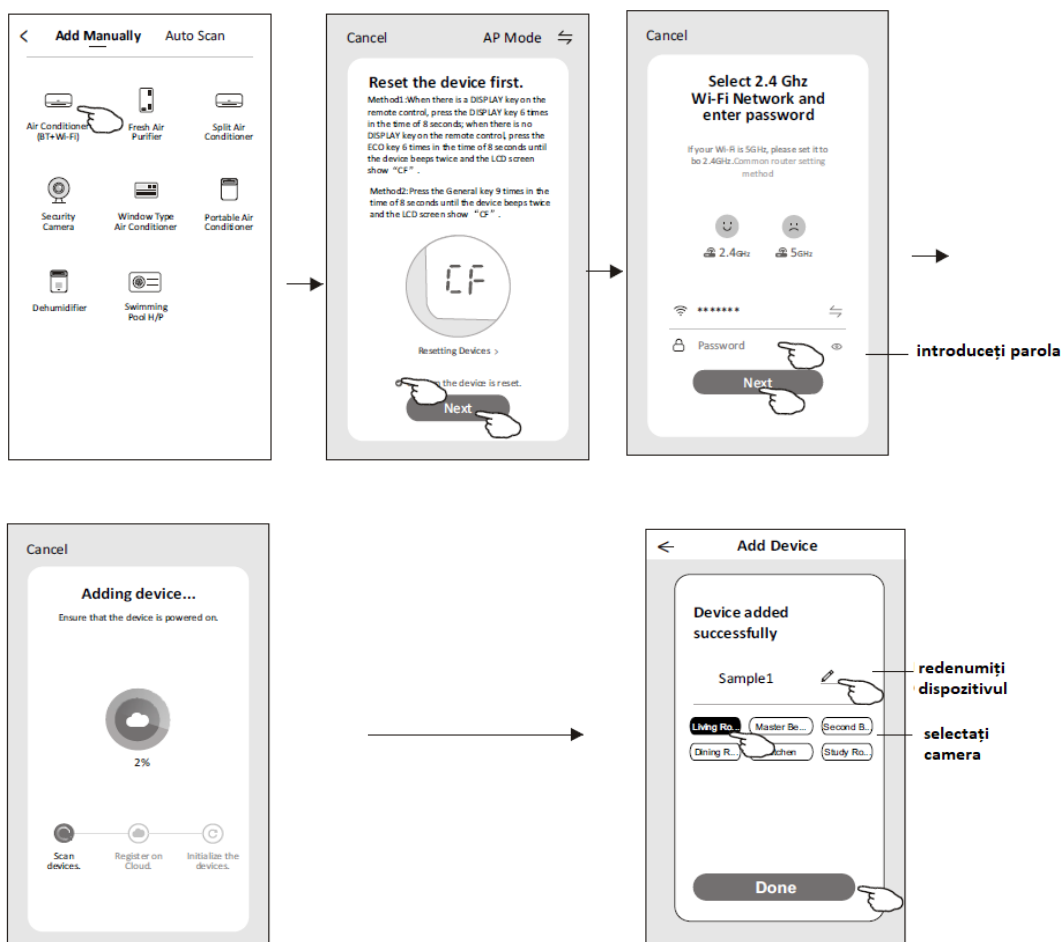 Add Manually Auto Scan
Air Conditioner
(BT+Wi-Fi)
Fresh Air
Purifier
Split Air
Conditioner
Security
Camera
Window Type
Air Conditioner
Portable Air
Conditioner
Dehumidifier
Swimming
Pool H/P
Cancel AP Mode
Reset the device first.
Method1:When there is a DISPLAY key on the
remote control, press the DISPLAY key 6 times
in the time of 8 seconds; when there is no
DISPLAY key on the remote control, press the
ECO key 6 times in the time of 8 seconds until
the device beeps twice and the LCD screen
show “CF”.
Method2:Press the General key 9 times in the
time of 8 seconds until the device beeps twice
and the LCD screen show “CF”.
CF
Resetting Devices >
the device is reset.
Next
Cancel
Select 2.4 Ghz
Wi-Fi Network and
enter password
If your Wi-Fi is 5GHz, please set it to
bo 2.4GHz.Common router setting
method
2.4GHz 5GHz
*******
Password
Next
introduceți parola
Cancel
Adding device...
Ensure that the device is powered on.
2%
Scan
devices.
Register on
Cloud.
Initialize the
devices.
Add Device
Device added
successfully
Sample1
redenumiți
dispozitivul
Living Ro... Master Be... Second B...
Dining R... Study Ro...
selectați
camera
Done